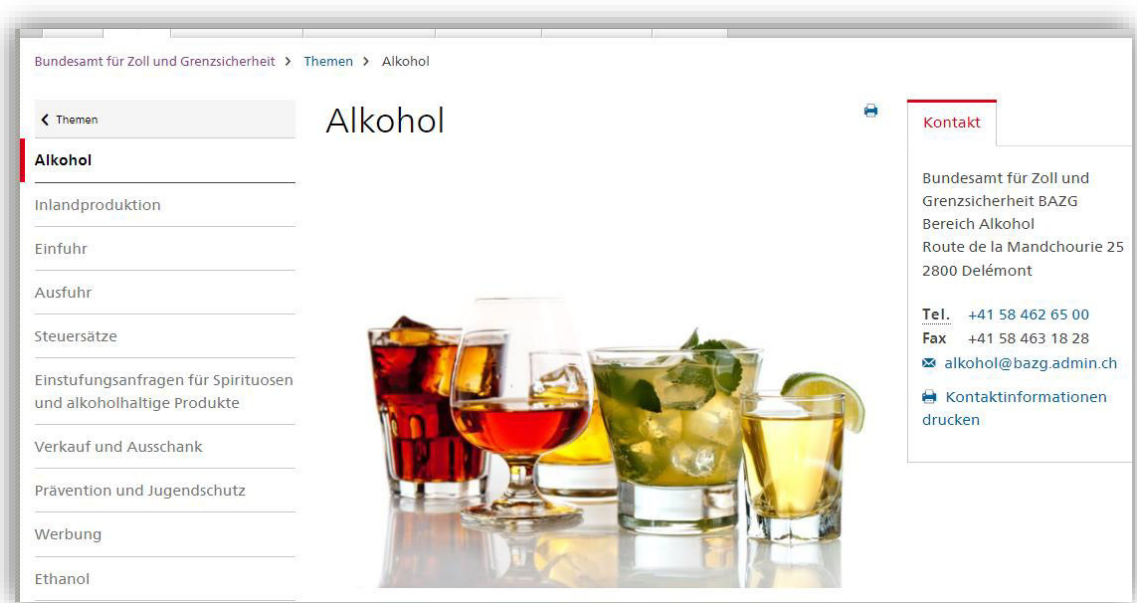 Bundesamt für Zoll und Grenzsicherheit > Themen > Alkohol
Themen
Alkohol
Inlandproduktion
Einfuhr
Ausfuhr
Steuersätze
Einstufungsanfragen für Spirituosen
und alkoholhaltige Produkte
Verkauf und Ausschank
Prävention und Jugendschutz
Werbung
Ethanol
Alkohol
Kontakt
Bundesamt für Zoll und
Grenzsicherheit BAZG
Bereich Alkohol
Route de la Mandchourie 25
2800 Delémont
Tel. +41 58 462 65 00
Fax +41 58 463 18 28
alkohol@bazg.admin.ch
Kontaktinformationen
drucken